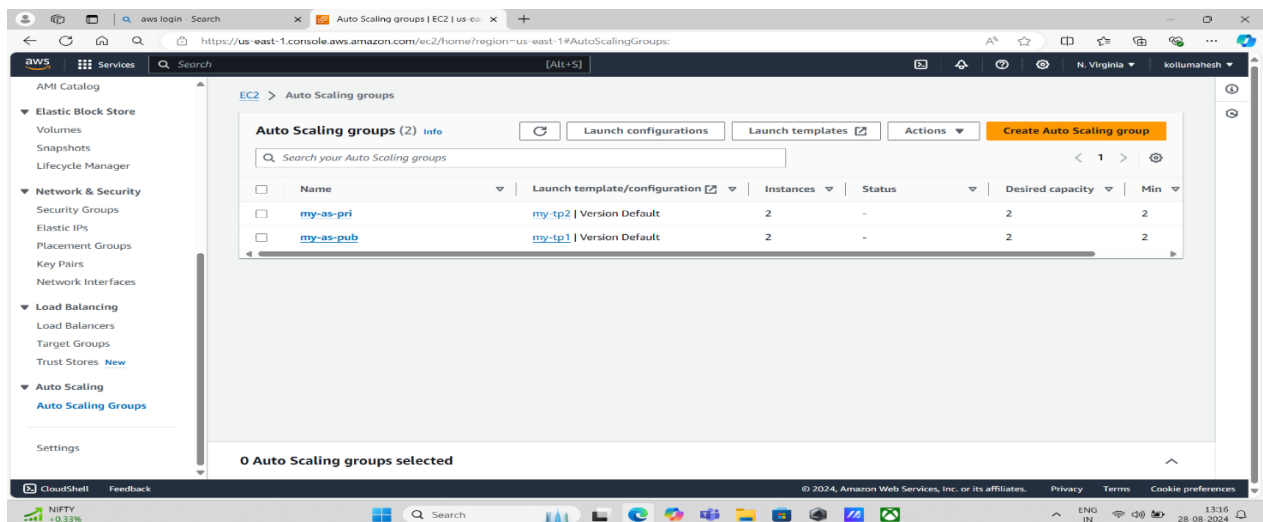 aws login - Search
Auto Scaling groups | EC2 | us-ea
https://us-east-1.console.aws.amazon.com/ec2/home?region=us-east-1#AutoScalingGroups:
aws Services Search [Alt+S] N. Virginia kollumahesh
AMI Catalog
Elastic Block Store
Volumes
Snapshots
Lifecycle Manager
Network & Security
Security Groups
Elastic IPs
Placement Groups
Key Pairs
Network Interfaces
Load Balancing
Load Balancers
Target Groups
Trust Stores New
Auto Scaling
Auto Scaling Groups
Settings
EC2 > Auto Scaling groups
Auto Scaling groups (2) Info Launch configurations Launch templates Actions Create Auto Scaling group
Search your Auto Scaling groups < 1 >
Name Launch template/configuration Instances Status Desired capacity Min
my-as-pri my-tp2 | Version Default 2 - 2 2
my-as-pub my-tp1 | Version Default 2 - 2 2
0 Auto Scaling groups selected
CloudShell Feedback © 2024, Amazon Web Services, Inc. or its affiliates. Privacy Terms Cookie preferences
NIFTY Search ENG 13:16
+0.33% IN 28-08-2024